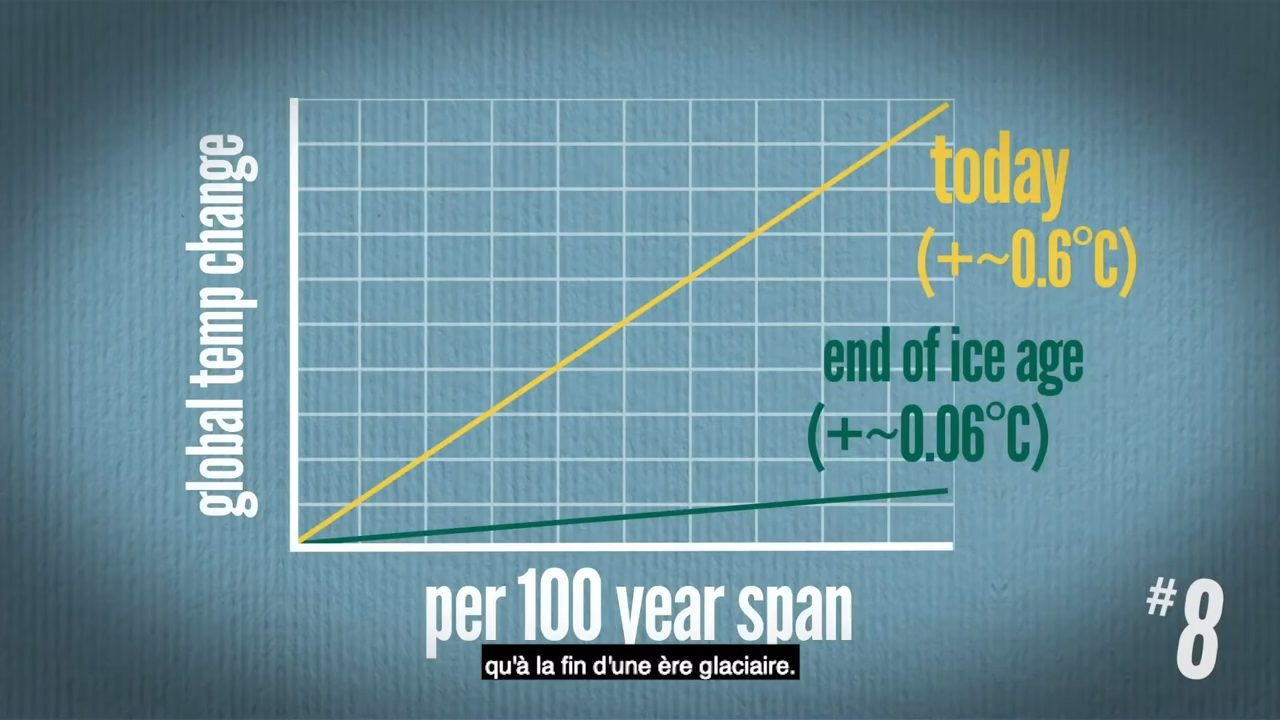 global temp change
today
(+~0.6°C)
end of ice age
(+~0.06°C)
per 100 year span
qu'à la fin d'une ère glaciaire.
#8